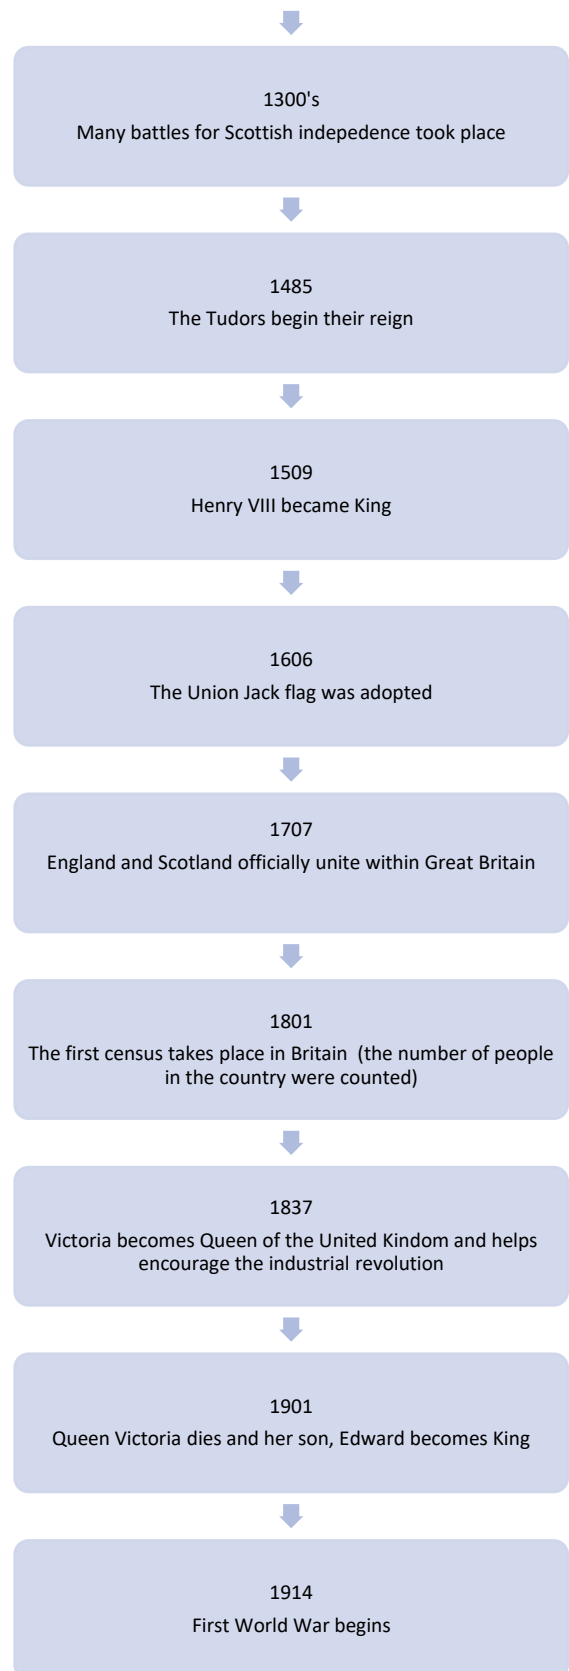 1300's
Many battles for Scottish indepedence took place
1485
The Tudors begin their reign
1509
Henry VIII became King
1606
The Union Jack flag was adopted
1707
England and Scotland officially unite within Great Britain
1801
The first census takes place in Britain  (the number of people
in the country were counted)
1837
Victoria becomes Queen of the United Kindom and helps
encourage the industrial revolution
1901
Queen Victoria dies and her son, Edward becomes King
1914
First World War begins